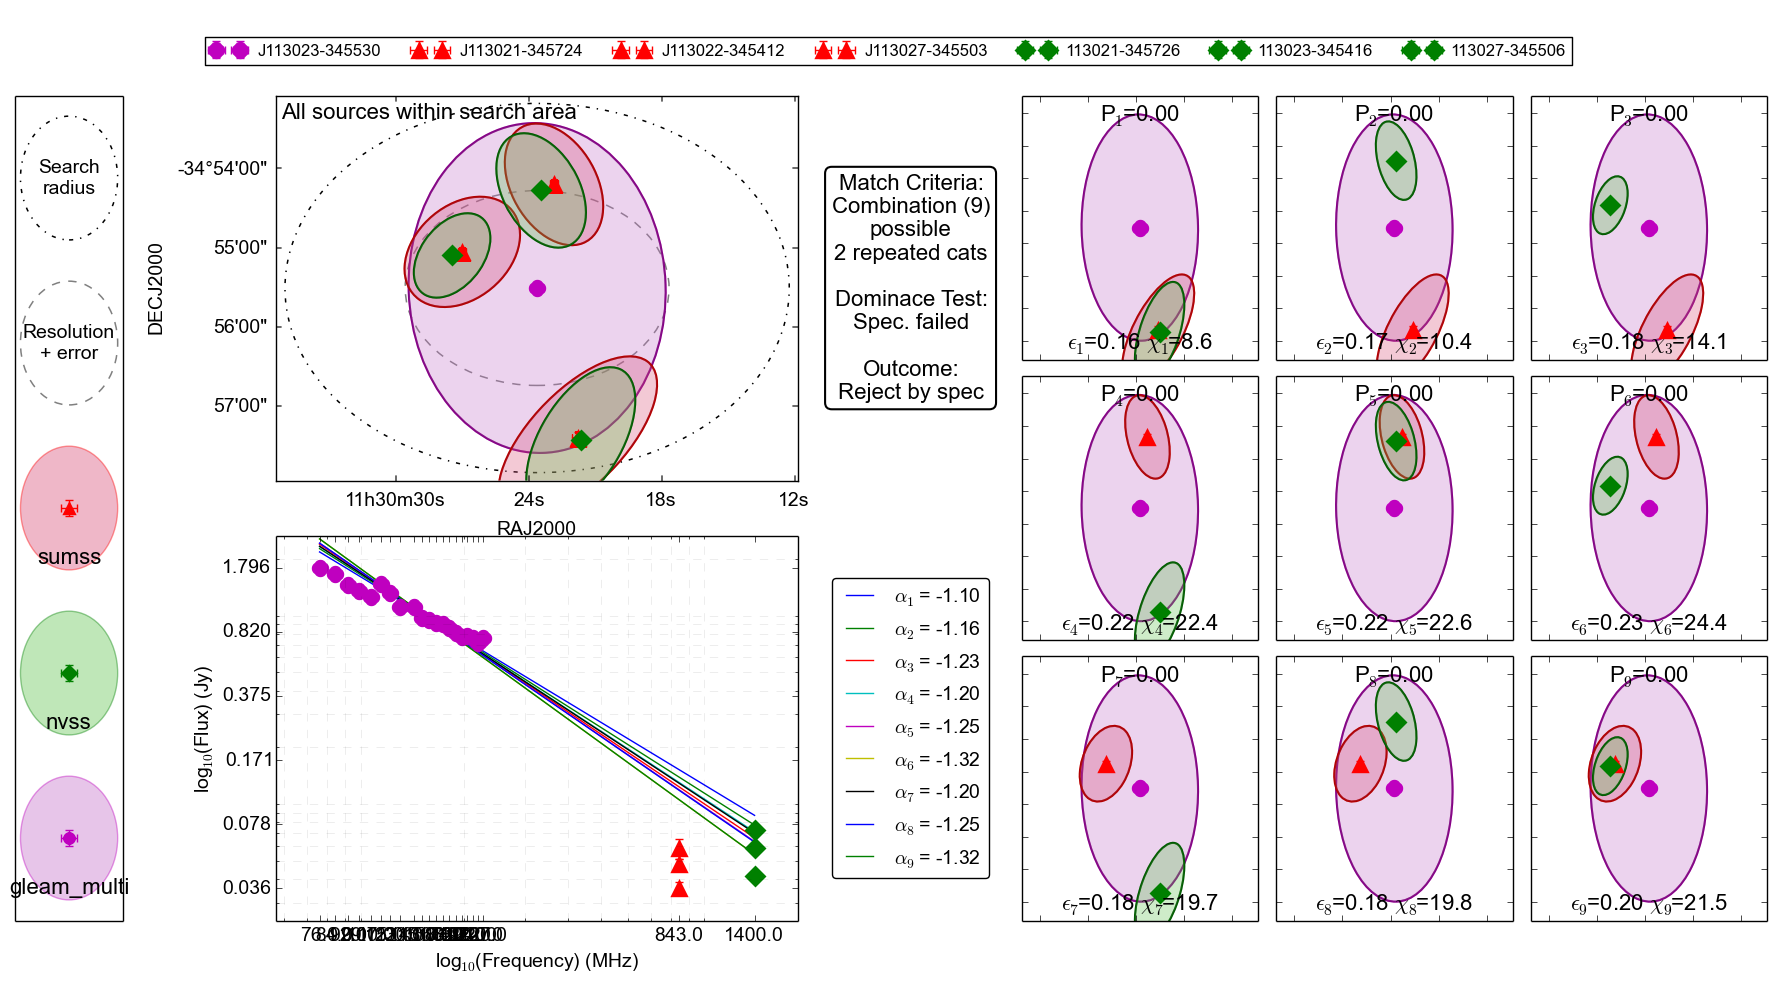 J113023-345530 J113021-345724 J113022-345412 J113027-345503 113021-345726 113023-345416 113027-345506
Search
radius
Resolution
+ error
sumss
nvss
gleam_multi
All sources within search area
DECJ2000
-34°54'00"
55'00"
56'00"
57'00"
11h30m30s 24s 18s 12s
RAJ2000
Match Criteria:
Combination (9)
possible
2 repeated cats
Dominace Test:
Spec. failed
Outcome:
Reject by spec
log10(Flux) (Jy)
1.796
0.820
0.375
0.171
0.078
0.036
843.0 1400.0
log10(Frequency) (MHz)
α1 = -1.10
α2 = -1.16
α3 = -1.23
α4 = -1.20
α5 = -1.25
α6 = -1.32
α7 = -1.20
α8 = -1.25
α9 = -1.32
P1=0.00
ϵ1=0.16 χ1=8.6
P2=0.00
ϵ2=0.17 χ2=10.4
P3=0.00
ϵ3=0.18 χ3=14.1
P4=0.00
ϵ4=0.22 χ4=22.4
P5=0.00
ϵ5=0.22 χ5=22.6
P6=0.00
ϵ6=0.23 χ6=24.4
P7=0.00
ϵ7=0.18 χ7=19.7
P8=0.00
ϵ8=0.18 χ8=19.8
P9=0.00
ϵ9=0.20 χ9=21.5